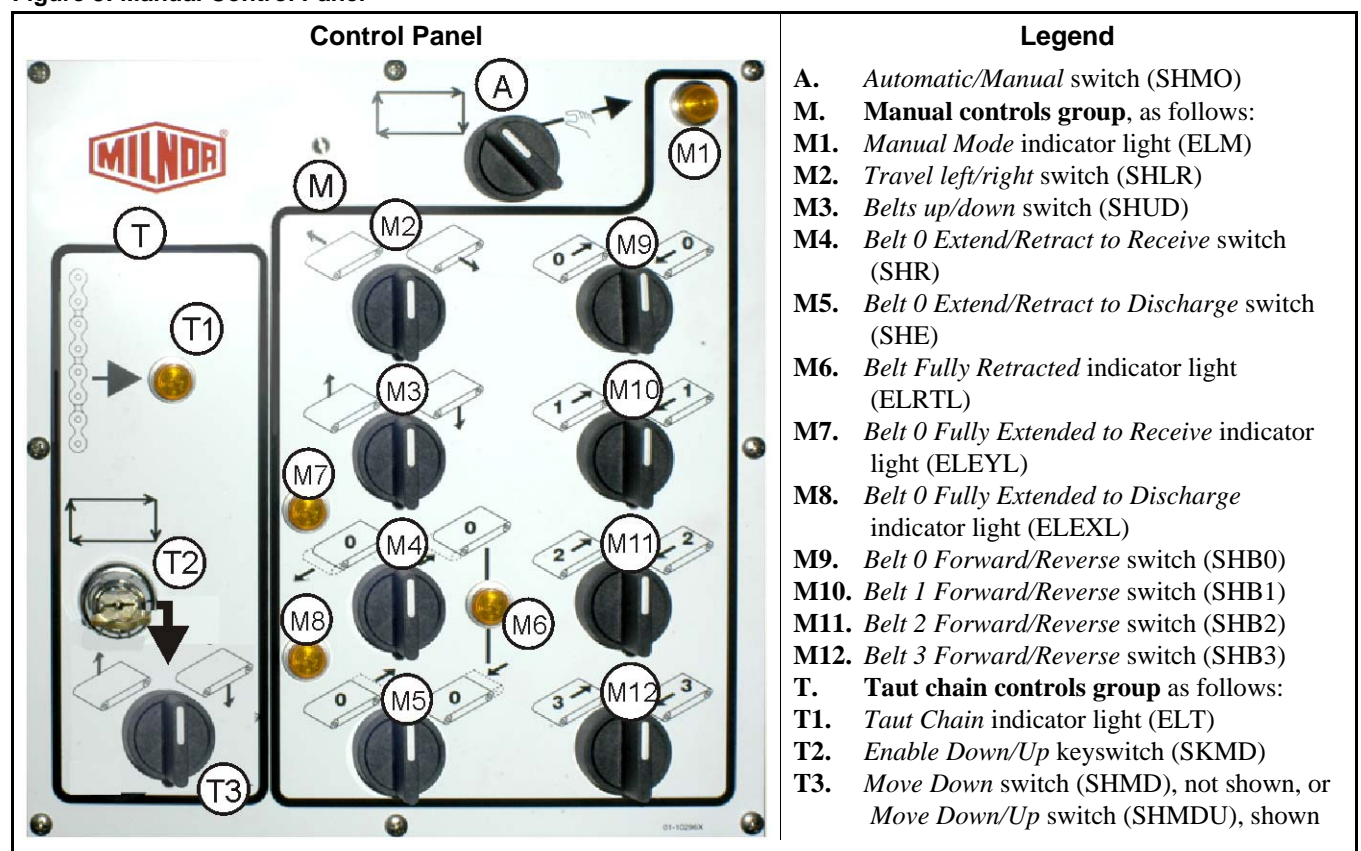 Figure Manual Control Panel
Control Panel
MILNOR®
A
M1
M
M2
M9
0
0
T
T1
M3
M10
1
1
M7
0
0
M4
M11
2
2
T2
M8
M6
0
0
M5
M12
3
3
T3
01-10296X
Legend
A. Automatic/Manual switch (SHMO)
M. Manual controls group, as follows:
M1. Manual Mode indicator light (ELM)
M2. Travel left/right switch (SHLR)
M3. Belts up/down switch (SHUD)
M4. Belt 0 Extend/Retract to Receive switch
(SHR)
M5. Belt 0 Extend/Retract to Discharge switch
(SHE)
M6. Belt Fully Retracted indicator light
(ELRTL)
M7. Belt 0 Fully Extended to Receive indicator
light (ELEYL)
M8. Belt 0 Fully Extended to Discharge
indicator light (ELEXL)
M9. Belt 0 Forward/Reverse switch (SHB0)
M10. Belt 1 Forward/Reverse switch (SHB1)
M11. Belt 2 Forward/Reverse switch (SHB2)
M12. Belt 3 Forward/Reverse switch (SHB3)
T. Taut chain controls group as follows:
T1. Taut Chain indicator light (ELT)
T2. Enable Down/Up keyswitch (SKMD)
T3. Move Down switch (SHMD), not shown, or
Move Down/Up switch (SHMDU), shown